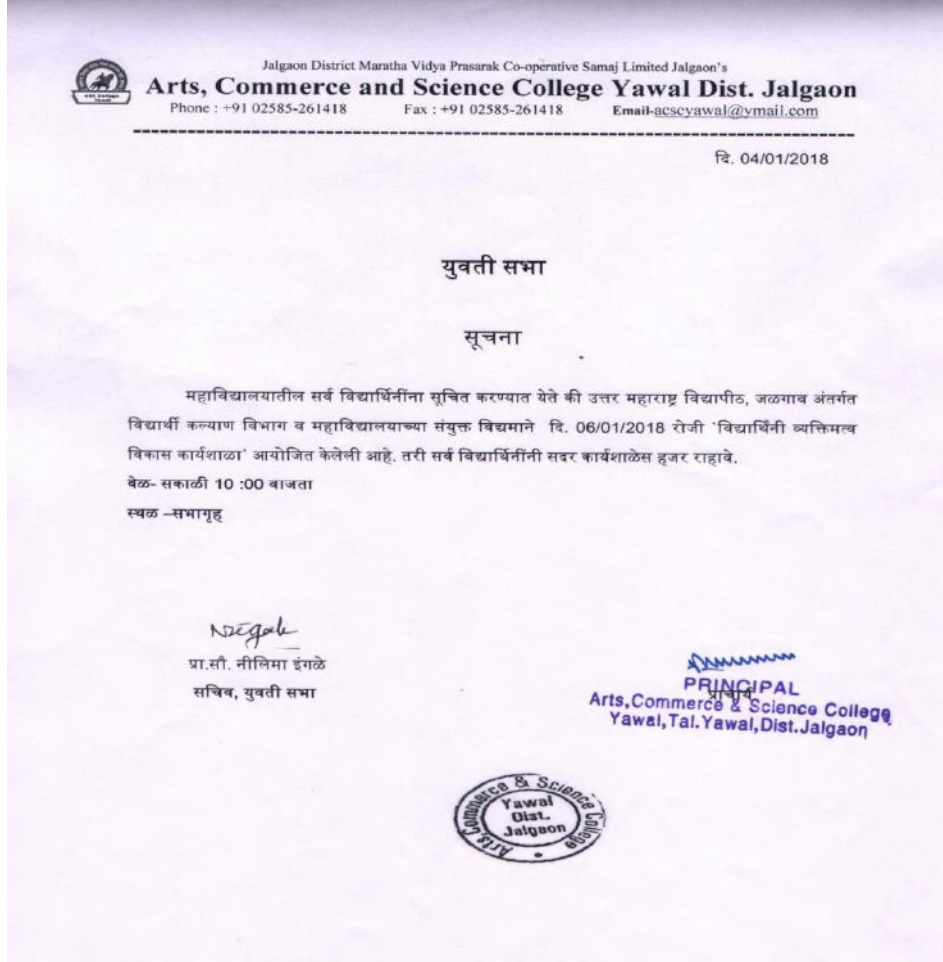 Jalgaon District Maratha Vidya Prasarak Co-operative Samaj Limited Jalgaon's
Arts, Commerce and Science College Yawal Dist. Jalgaon
Phone : +91 02585-261418 Fax : +91 02585-261418 Email-acscyawal@ymail.com
दि. 04/01/2018
युवती सभा
सूचना
महाविद्यालयातील सर्व विद्यार्थिनींना सूचित करण्यात येते की उत्तर महाराष्ट्र विद्यापीठ, जळगाव अंतर्गत
विद्यार्थी कल्याण विभाग व महाविद्यालयाच्या संयुक्त विद्यमाने दि. 06/01/2018 रोजी 'विद्यार्थिनी व्यक्तिमत्व
विकास कार्यशाळा' आयोजित केलेली आहे. तरी सर्व विद्यार्थिनींनी सदर कार्यशाळेस हजर राहावे.
वेळ- सकाळी 10 :00 वाजता
स्थळ –सभागृह
प्रा.सौ. नीलिमा इंगळे
सचिव, युवती सभा
PRINCIPAL
प्राचार्य
Arts,Commerce & Science College
Yawal,Tal.Yawal,Dist.Jalgaon
Arts,Commerce & Science College
Yawal
Dist.
Jalgaon